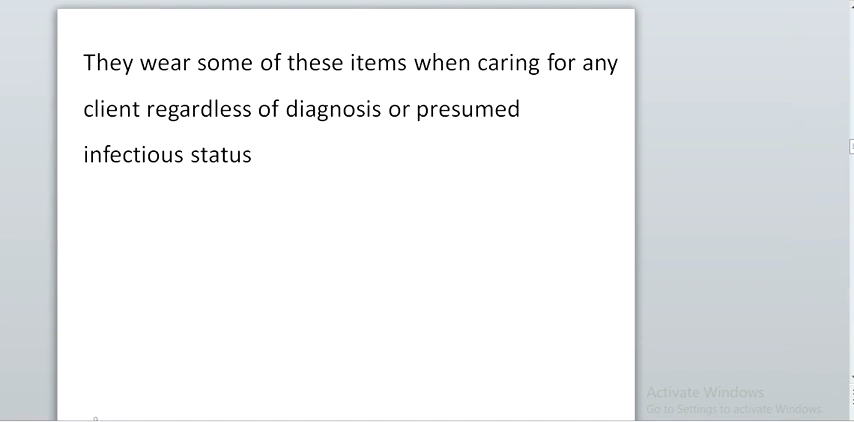 They wear some of these items when caring for any
client regardless of diagnosis or presumed
infectious status
Activate Windows
Go to Settings to activate Windows.